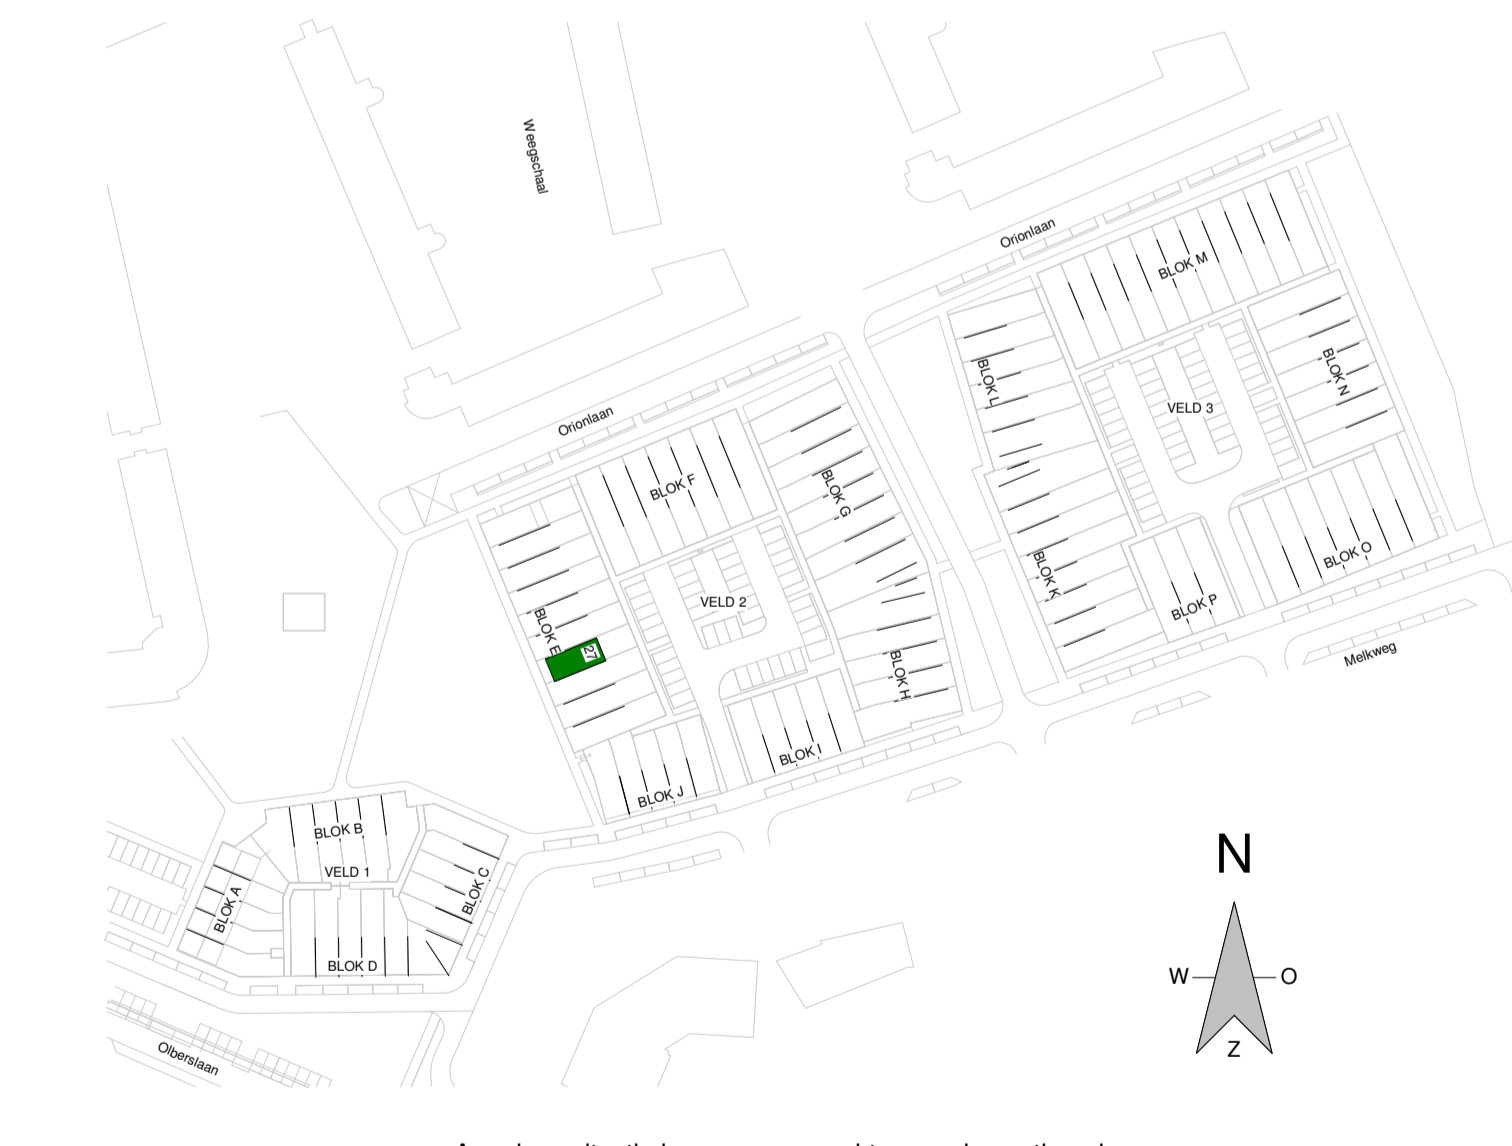 Weegschaal
Orionlaan
BLOK M
BLOK L
BLOK N
VELD 3
Orionlaan
BLOK F
BLOK G
BLOK E
VELD 2
27
BLOK K
BLOK O
BLOK P
BLOK H
Melkweg
BLOK I
BLOK J
BLOK B
VELD 1
BLOK A
BLOK C
BLOK D
Olberslaan
N
W O
Z